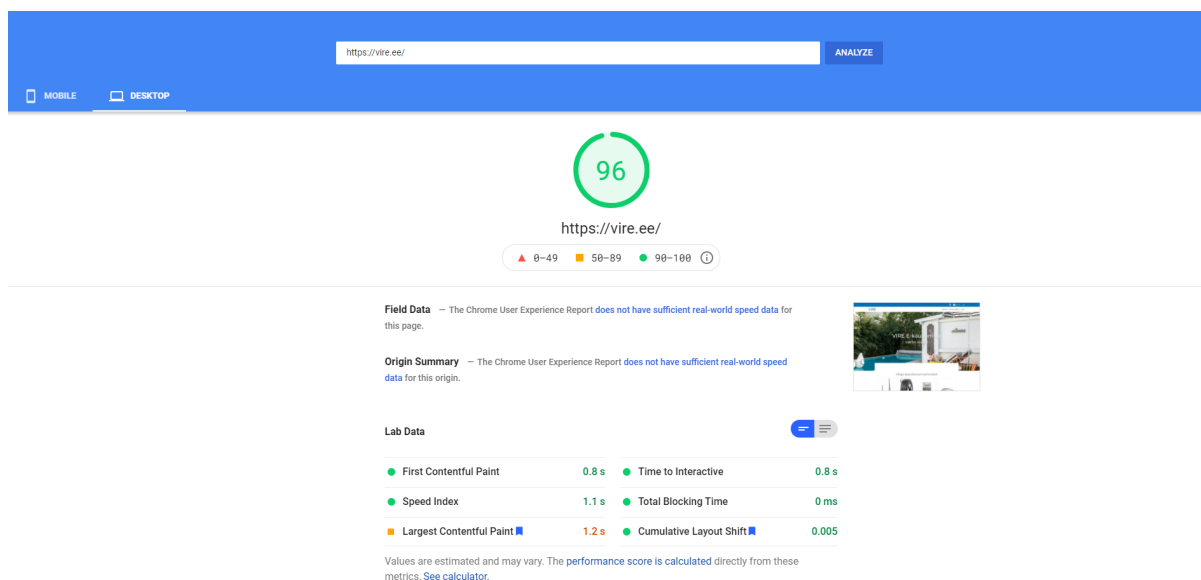 https://vire.ee/
ANALYZE
MOBILE
DESKTOP
96
https://vire.ee/
0–49 50–89 90–100
Field Data — The Chrome User Experience Report does not have sufficient real-world speed data for
this page.
Origin Summary — The Chrome User Experience Report does not have sufficient real-world speed
data for this origin.
Lab Data
First Contentful Paint 0.8 s
Time to Interactive 0.8 s
Speed Index 1.1 s
Total Blocking Time 0 ms
Largest Contentful Paint 1.2 s
Cumulative Layout Shift 0.005
Values are estimated and may vary. The performance score is calculated directly from these
metrics. See calculator.